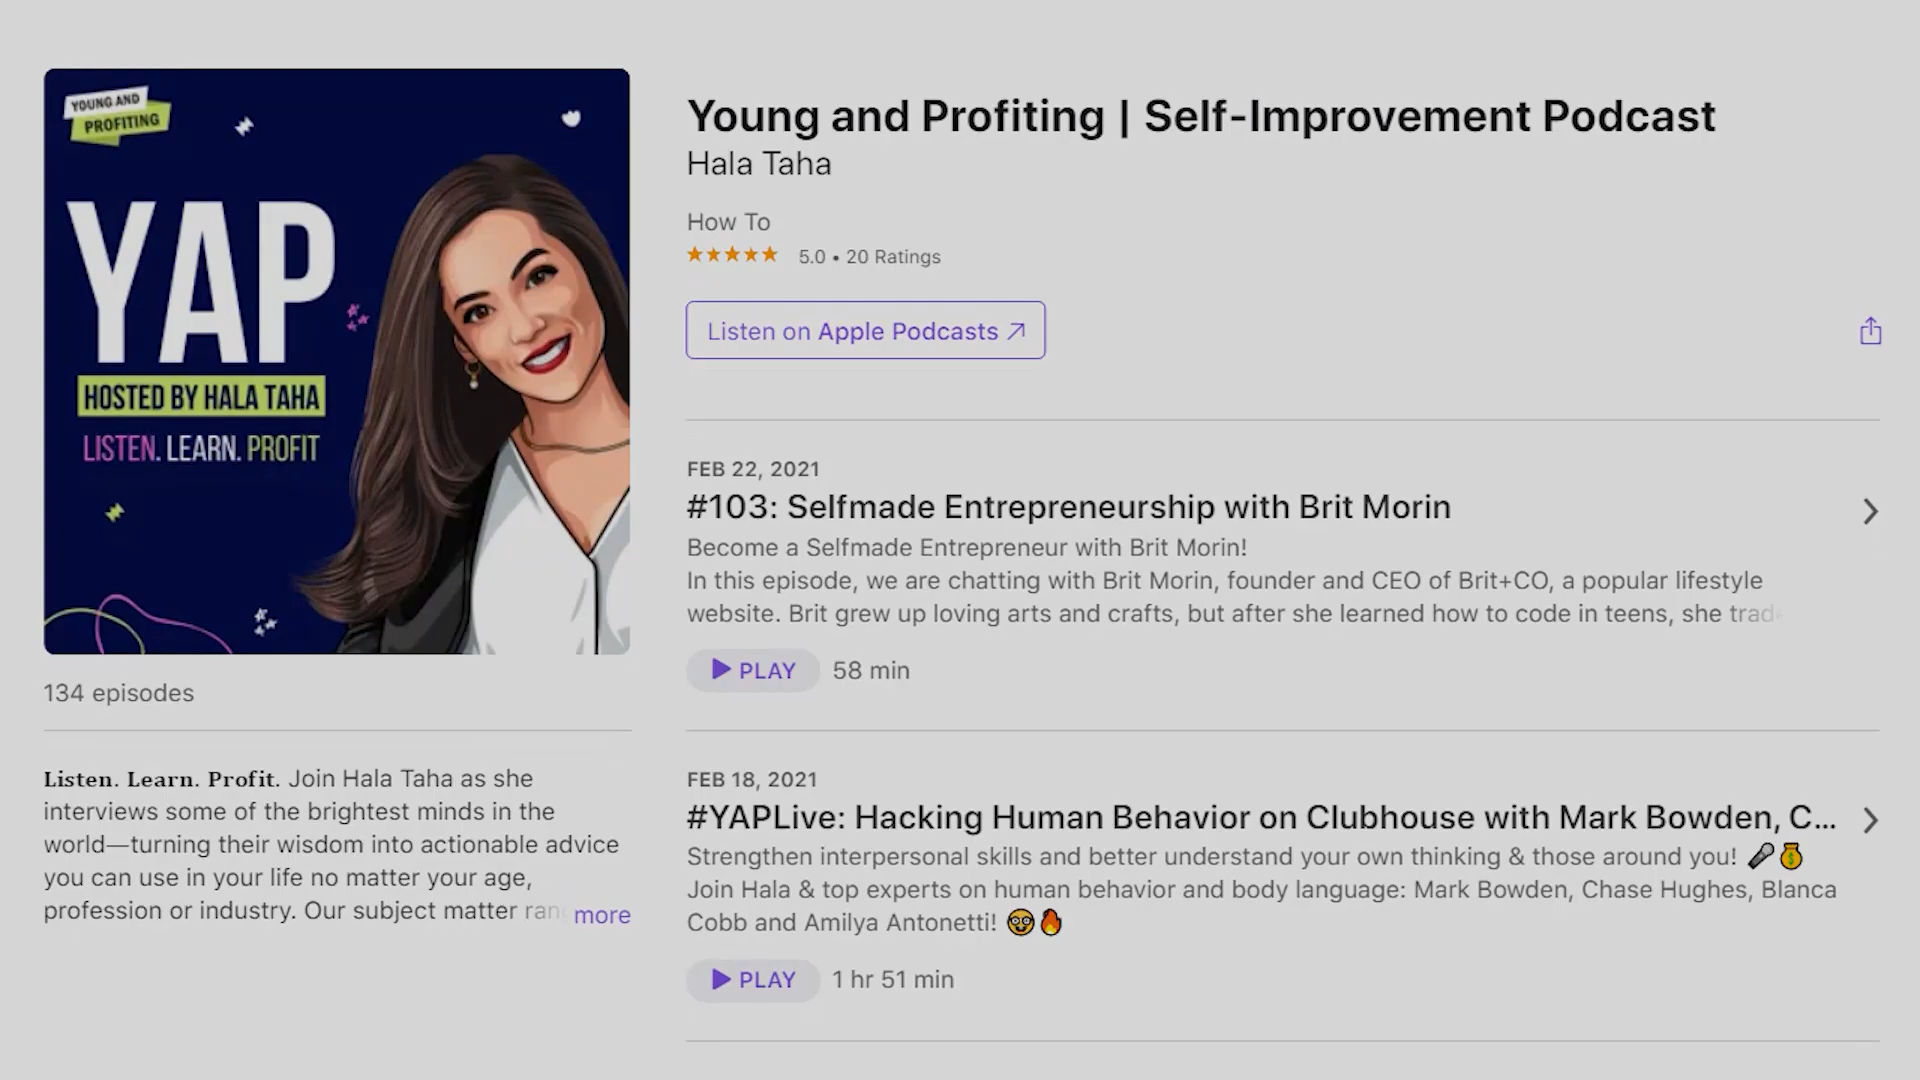 YOUNG AND
PROFITING
YAP
HOSTED BY HALA TAHA
LISTEN. LEARN. PROFIT
134 episodes
Listen. Learn. Profit. Join Hala Taha as she
interviews some of the brightest minds in the
world—turning their wisdom into actionable advice
you can use in your life no matter your age,
profession or industry. Our subject matter more
Young and Profiting | Self-Improvement Podcast
Hala Taha
How To
★★★★★ 5.0 • 20 Ratings
Listen on Apple Podcasts ↗
FEB 22, 2021
#103: Selfmade Entrepreneurship with Brit Morin
Become a Selfmade Entrepreneur with Brit Morin!
In this episode, we are chatting with Brit Morin, founder and CEO of Brit+CO, a popular lifestyle
website. Brit grew up loving arts and crafts, but after she learned how to code in teens, she
PLAY 58 min
FEB 18, 2021
#YAPLive: Hacking Human Behavior on Clubhouse with Mark Bowden, C...
Strengthen interpersonal skills and better understand your own thinking & those around you! 🎤💰
Join Hala & top experts on human behavior and body language: Mark Bowden, Chase Hughes, Blanca
Cobb and Amilya Antonetti! 🤓🔥
PLAY 1 hr 51 min